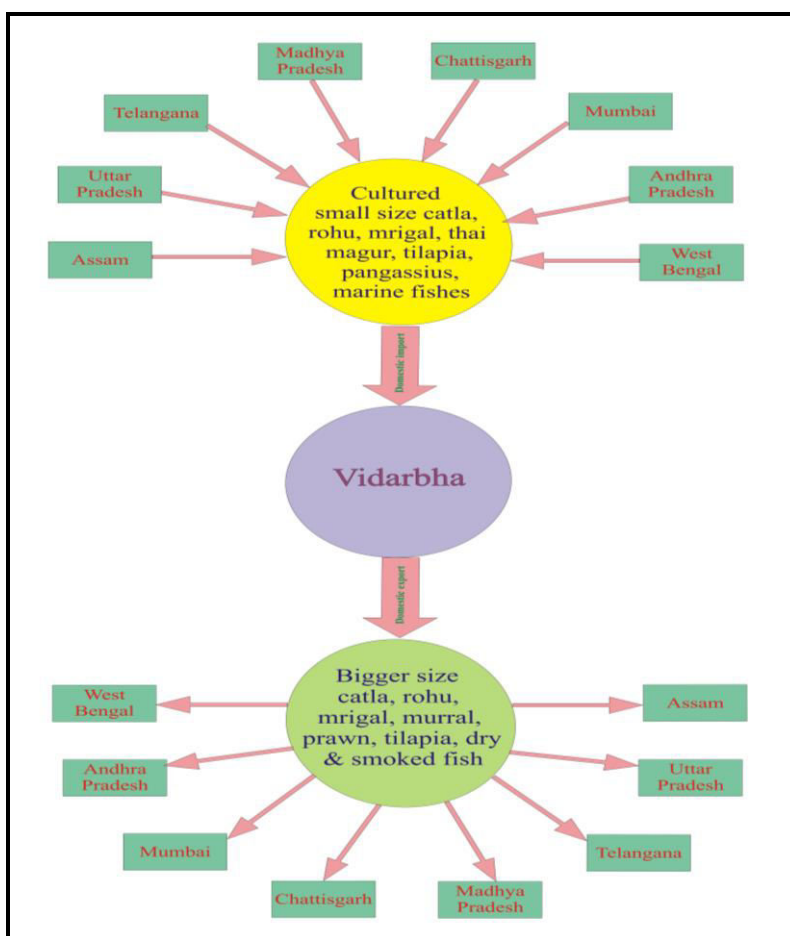 Madhya
Pradesh
Chattisgarh
Telangana
Mumbai
Uttar
Pradesh
Andhra
Pradesh
Assam
West
Bengal
Cultured
small size catla,
rohu, mrigal, thai
magur, tilapia,
pangassius,
marine fishes
Domestic import
Vidarbha
Domestic export
Bigger size
catla, rohu,
mrigal, murral,
prawn, tilapia, dry
& smoked fish
West
Bengal
Assam
Andhra
Pradesh
Uttar
Pradesh
Mumbai
Telangana
Chattisgarh
Madhya
Pradesh